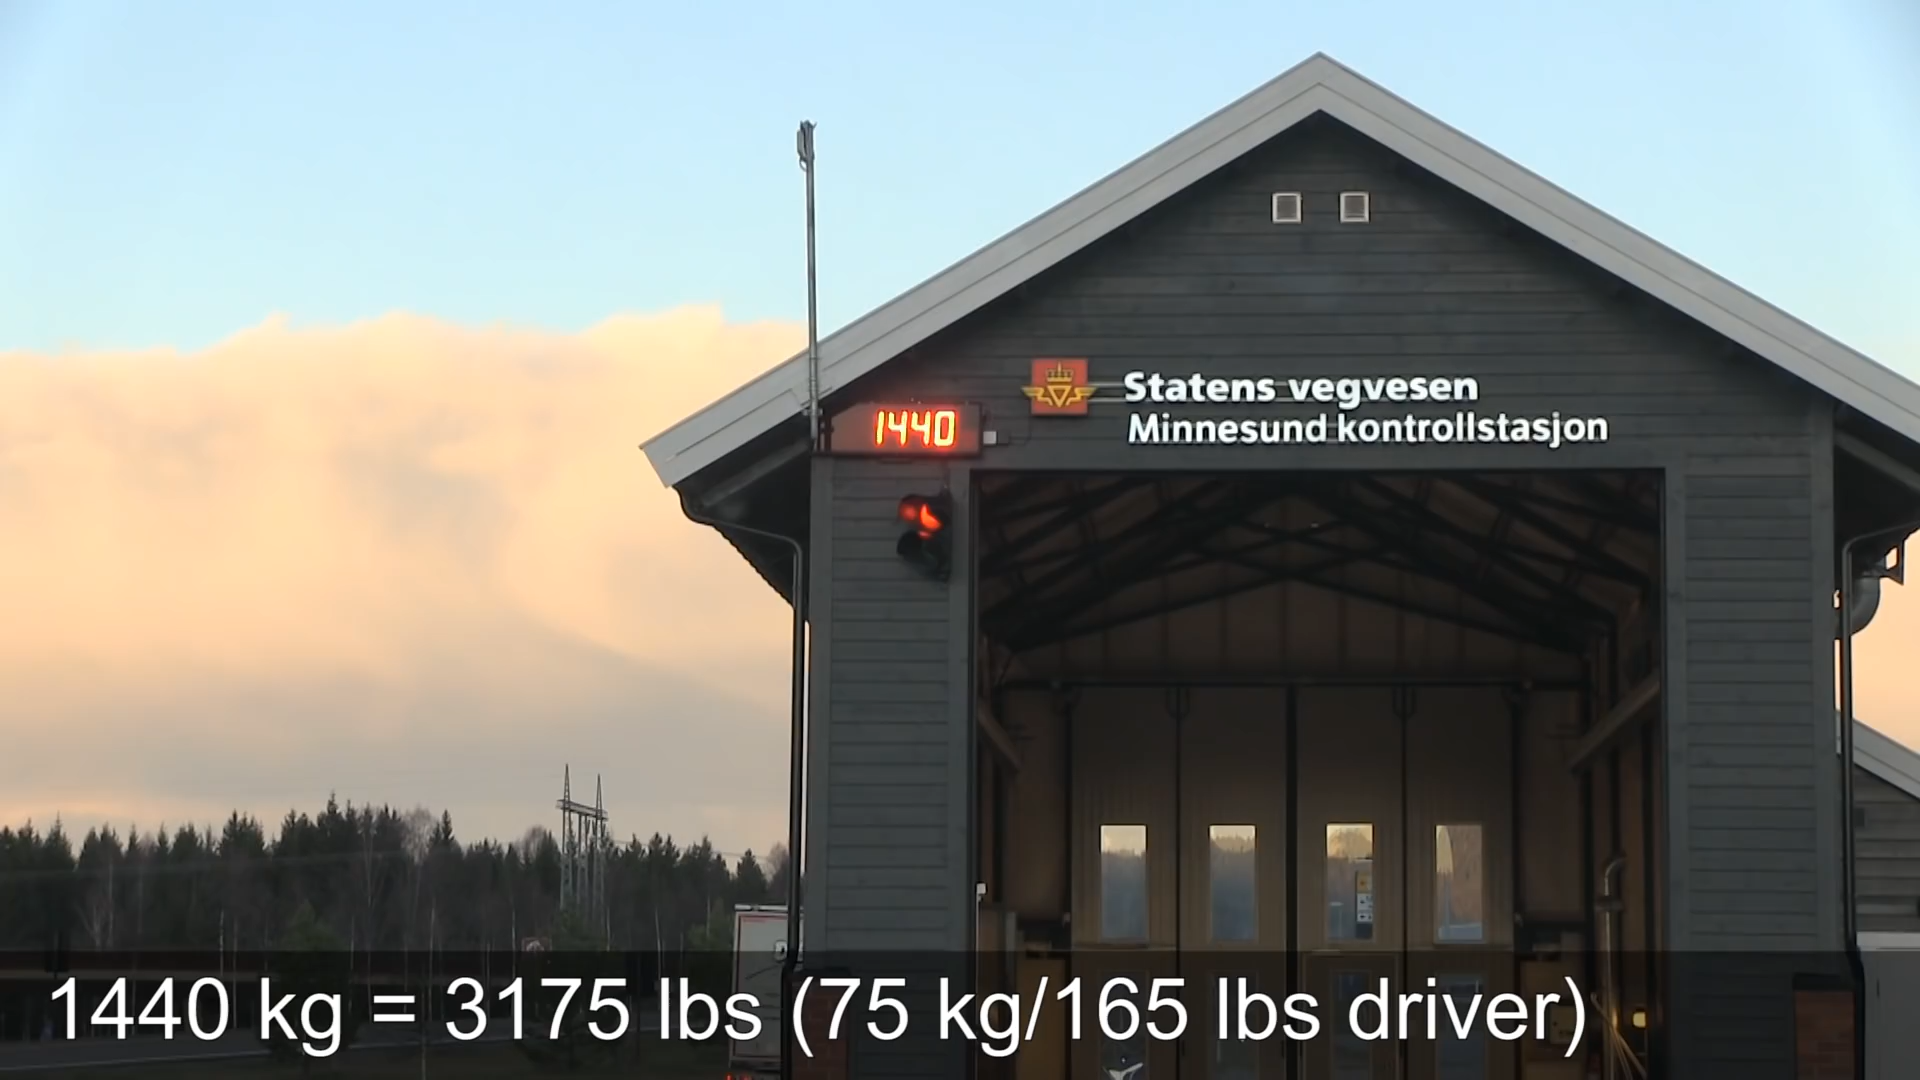 Statens vegvesen
1440
Minnesund kontrollstasjon
1440 kg = 3175 lbs (75 kg/165 lbs driver)